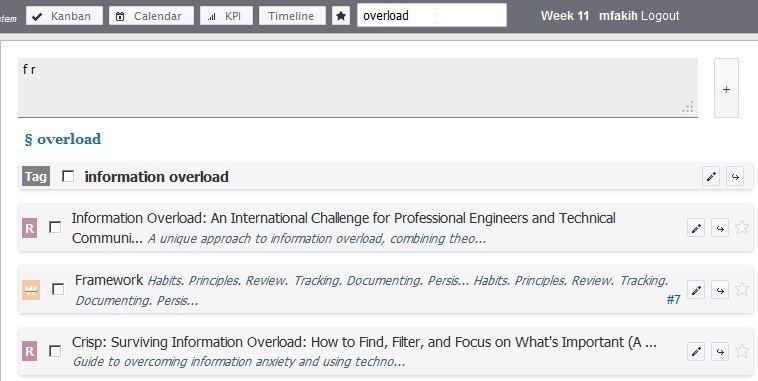 stem Kanban Calendar KPI Timeline overload Week 11 mfakih Logout
f r
+
§ overload
Tag information overload
R Information Overload: An International Challenge for Professional Engineers and Technical
Communi... A unique approach to information overload, combining theo...
W Framework Habits. Principles. Review. Tracking. Documenting. Persis... Habits. Principles. Review. Tracking.
Documenting. Persis...
#7
R Crisp: Surviving Information Overload: How to Find, Filter, and Focus on What's Important (A ...
Guide to overcoming information anxiety and using techno...